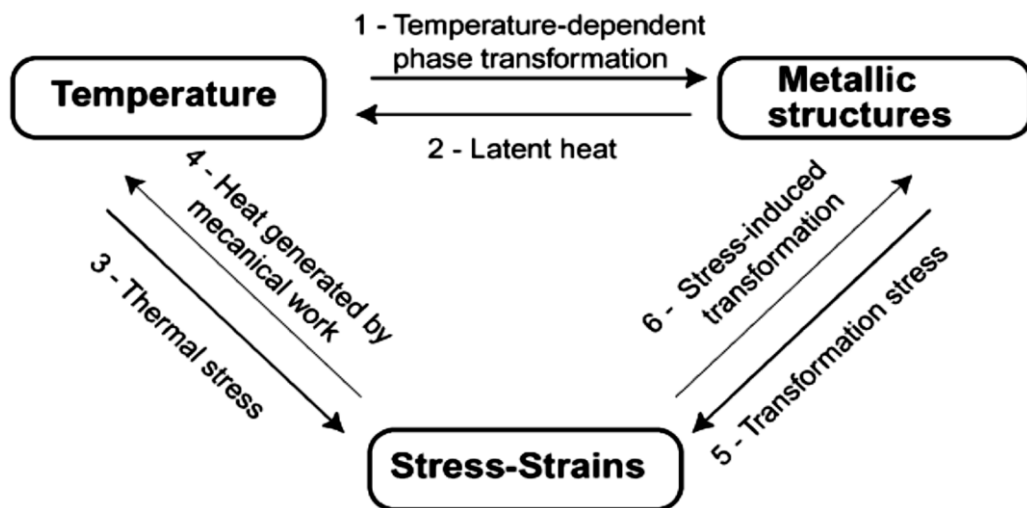 1 - Temperature-dependent
phase transformation
Temperature
Metallic
structures
2 - Latent heat
4 - Heat generated by
mecanical work
3 - Thermal stress
6 - Stress-induced
transformation
5 - Transformation stress
Stress-Strains